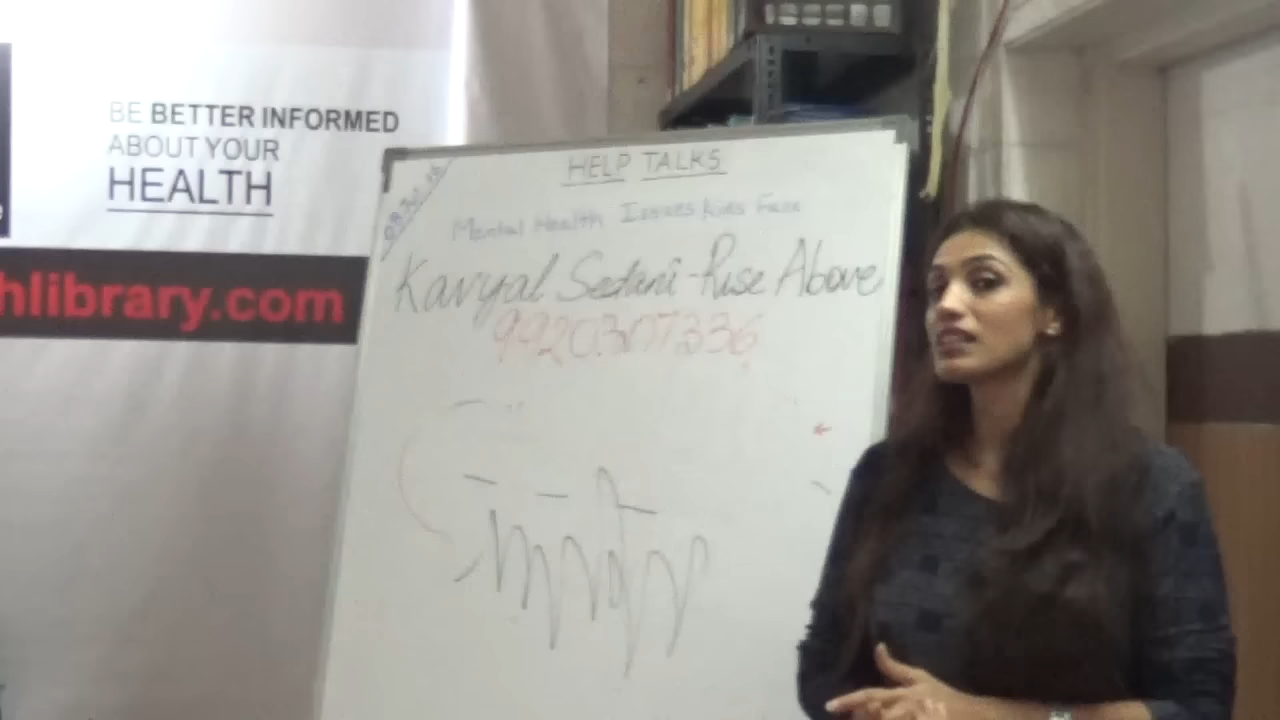 BE BETTER INFORMED
ABOUT YOUR
HEALTH
hlibrary.com
HELP TALKS
Mental Health Issues Kids Face
Kavyal Sedani - Rise Above
9920307336